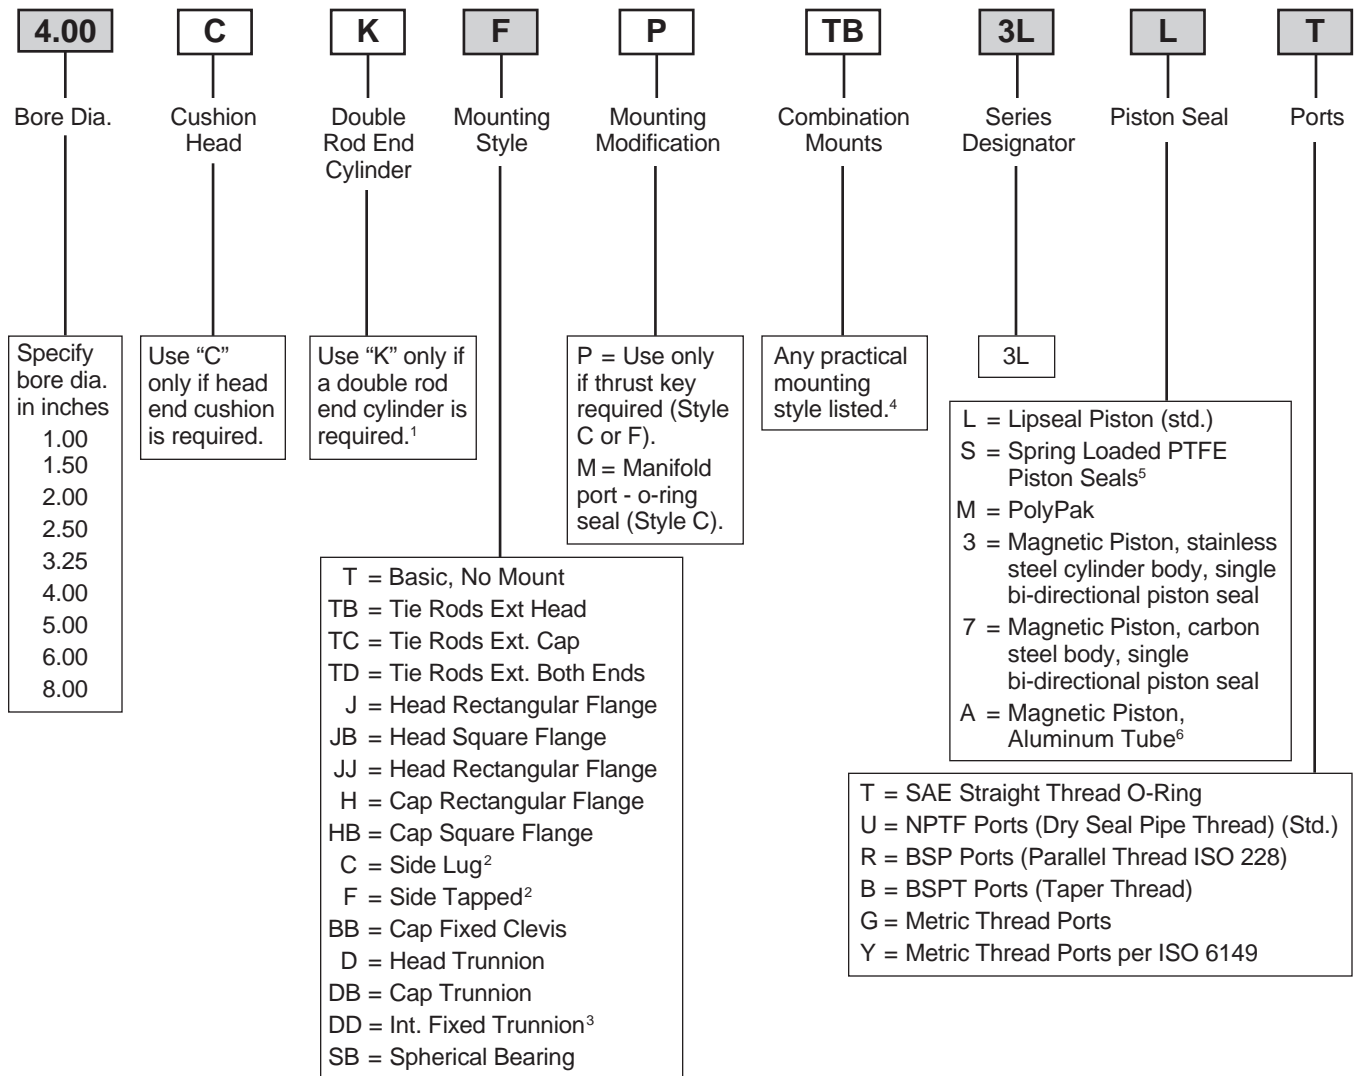 4.00 C K F P TB 3L L T
Bore Dia.
Cushion
Head
Double
Rod End
Cylinder
Mounting
Style
Mounting
Modification
Combination
Mounts
Series
Designator
Piston Seal
Ports
Specify
bore dia.
in inches
1.00
1.50
2.00
2.50
3.25
4.00
5.00
6.00
8.00
Use “C”
only if head
end cushion
is required.
Use “K” only if
a double rod
end cylinder is
required.¹
T = Basic, No Mount
TB = Tie Rods Ext Head
TC = Tie Rods Ext. Cap
TD = Tie Rods Ext. Both Ends
J = Head Rectangular Flange
JB = Head Square Flange
JJ = Head Rectangular Flange
H = Cap Rectangular Flange
HB = Cap Square Flange
C = Side Lug²
F = Side Tapped²
BB = Cap Fixed Clevis
D = Head Trunnion
DB = Cap Trunnion
DD = Int. Fixed Trunnion³
SB = Spherical Bearing
P = Use only
if thrust key
required (Style
C or F).
M = Manifold
port - o-ring
seal (Style C).
Any practical
mounting
style listed.⁴
3L
L = Lipseal Piston (std.)
S = Spring Loaded PTFE
Piston Seals⁵
M = PolyPak
3 = Magnetic Piston, stainless
steel cylinder body, single
bi-directional piston seal
7 = Magnetic Piston, carbon
steel body, single
bi-directional piston seal
A = Magnetic Piston,
Aluminum Tube⁶
T = SAE Straight Thread O-Ring
U = NPTF Ports (Dry Seal Pipe Thread) (Std.)
R = BSP Ports (Parallel Thread ISO 228)
B = BSPT Ports (Taper Thread)
G = Metric Thread Ports
Y = Metric Thread Ports per ISO 6149